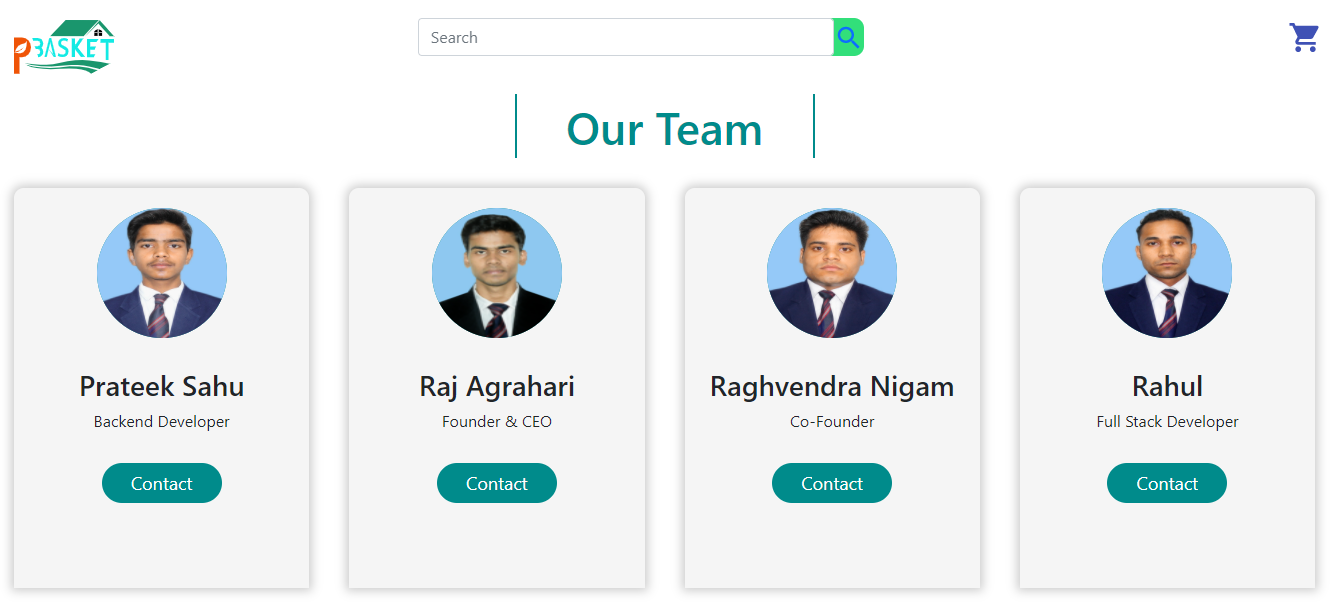 PBASKET
Search
Our Team
Prateek Sahu
Backend Developer
Contact
Raj Agrahari
Founder & CEO
Contact
Raghvendra Nigam
Co-Founder
Contact
Rahul
Full Stack Developer
Contact